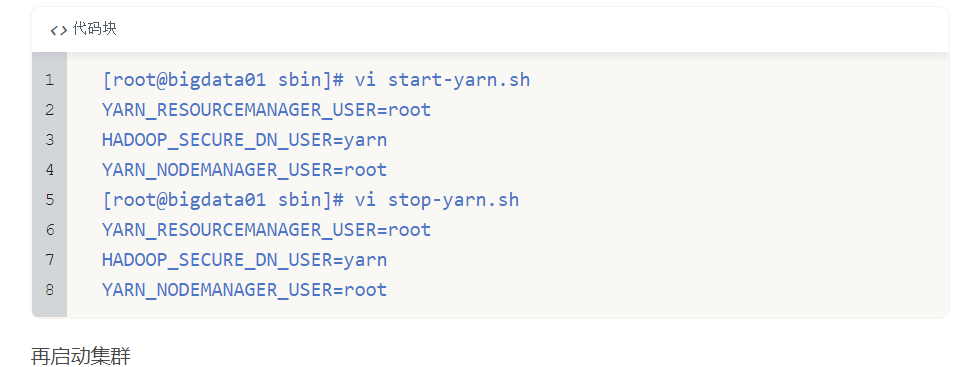 <> 代码块
1 [root@bigdata01 sbin]# vi start-yarn.sh
2 YARN_RESOURCEMANAGER_USER=root
3 HADOOP_SECURE_DN_USER=yarn
4 YARN_NODEMANAGER_USER=root
5 [root@bigdata01 sbin]# vi stop-yarn.sh
6 YARN_RESOURCEMANAGER_USER=root
7 HADOOP_SECURE_DN_USER=yarn
8 YARN_NODEMANAGER_USER=root
再启动集群